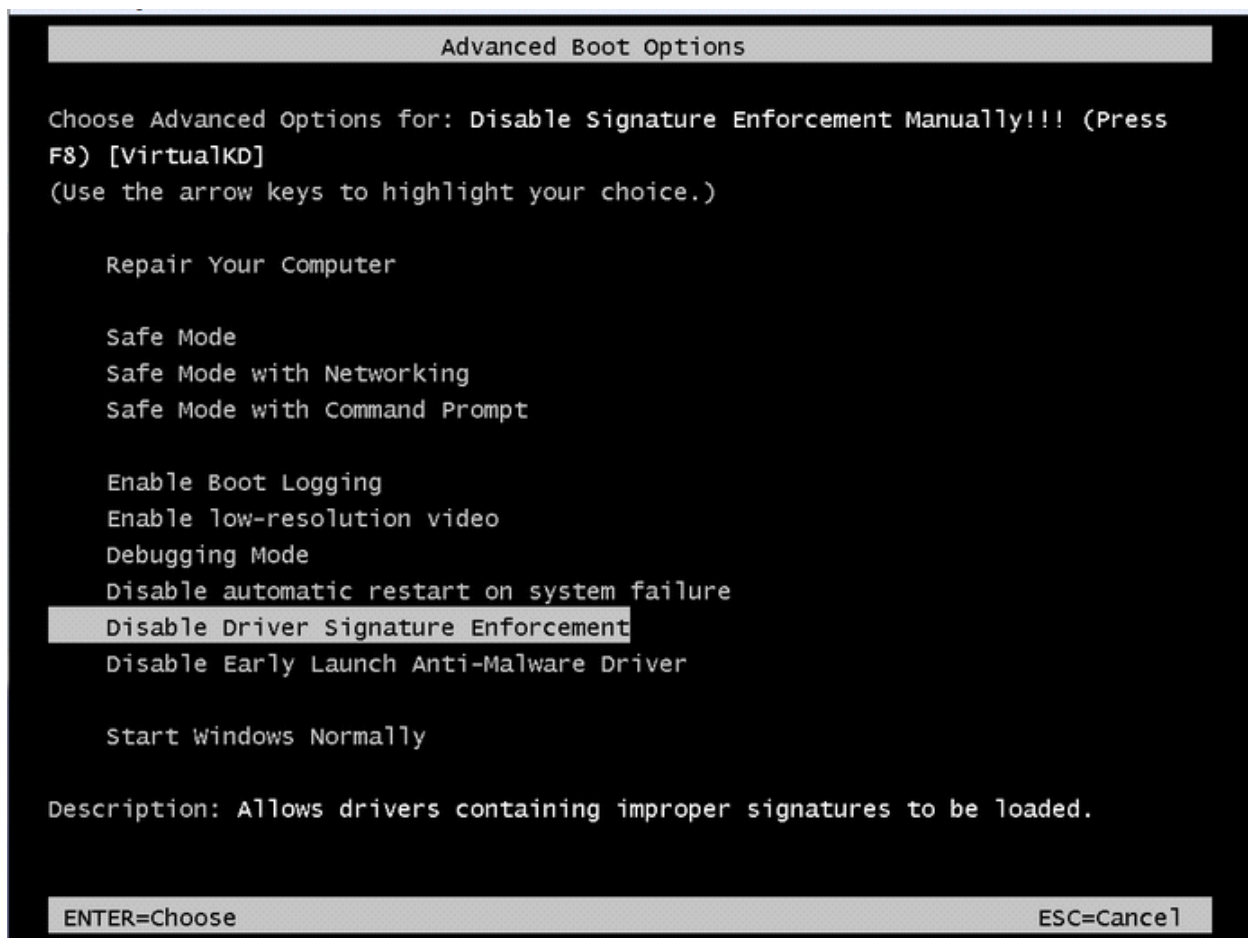 Advanced Boot Options
Choose Advanced Options for: Disable Signature Enforcement Manually!!! (Press
F8) [VirtualKD]
(Use the arrow keys to highlight your choice.)
Repair Your Computer
Safe Mode
Safe Mode with Networking
Safe Mode with Command Prompt
Enable Boot Logging
Enable low-resolution video
Debugging Mode
Disable automatic restart on system failure
Disable Driver Signature Enforcement
Disable Early Launch Anti-Malware Driver
Start Windows Normally
Description: Allows drivers containing improper signatures to be loaded.
ENTER=Choose ESC=Cancel